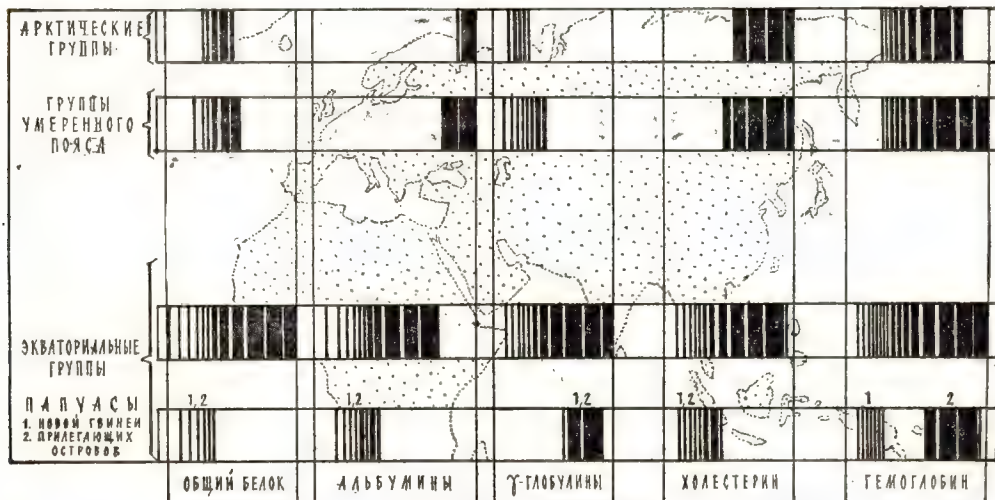 АРКТИЧЕСКИЕ
ГРУППЫ
ГРУППЫ
УМЕРЕННОГО
ПОЯСА
ЭКВАТОРИАЛЬНЫЕ
ГРУППЫ
ПАПУАСЫ
1. НОВОЙ ГВИНЕИ
2. ПРИЛЕГАЮЩИХ
ОСТРОВОВ
1,2 1,2 1,2 1,2 1 2
ОБЩИЙ БЕЛОК АЛЬБУМИНЫ γ-ГЛОБУЛИНЫ ХОЛЕСТЕРИН ГЕМОГЛОБИН